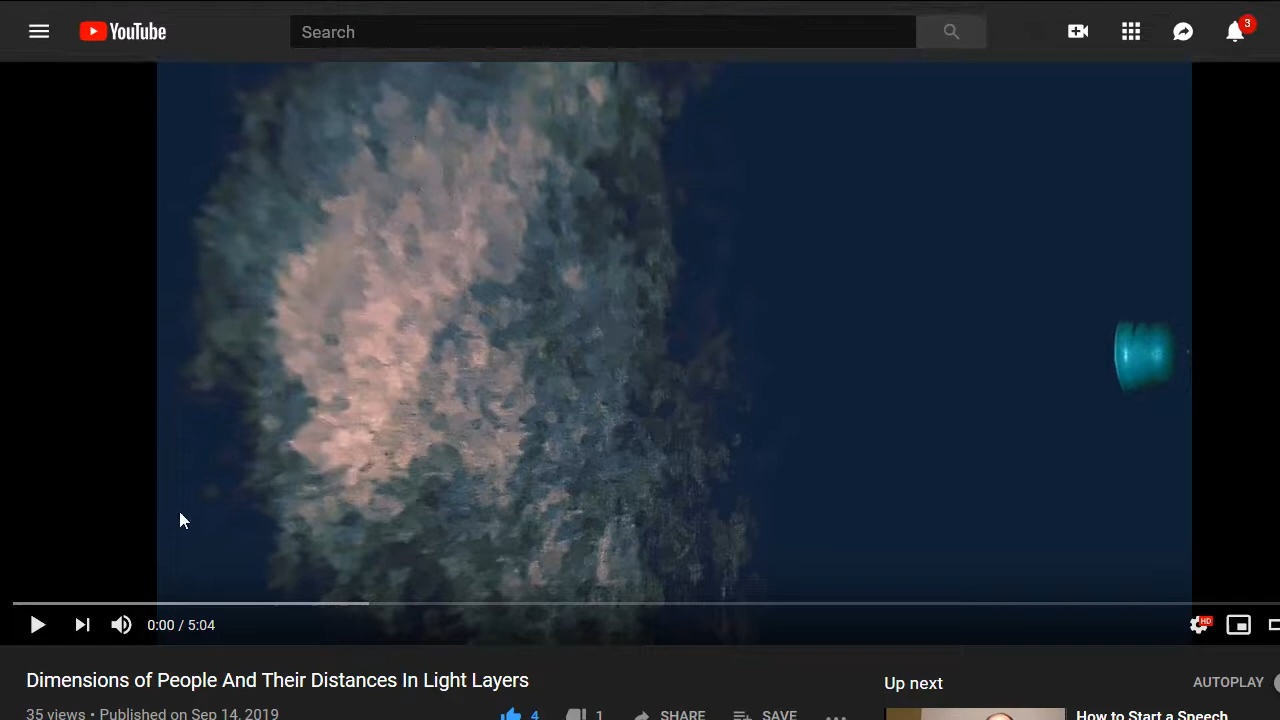 YouTube
Search
3
0:00 / 5:04
HD
Dimensions of People And Their Distances In Light Layers
Up next
AUTOPLAY
35 views • Published on Sep 14, 2019
4
1
SHARE
SAVE
How to Start a Speech